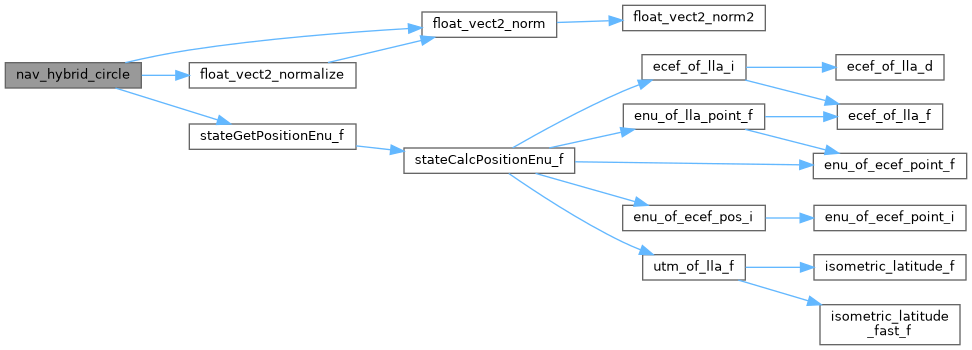 nav_hybrid_circle
float_vect2_norm
float_vect2_norm2
float_vect2_normalize
stateGetPositionEnu_f
stateCalcPositionEnu_f
ecef_of_lla_i
ecef_of_lla_d
enu_of_lla_point_f
ecef_of_lla_f
enu_of_ecef_point_f
enu_of_ecef_pos_i
enu_of_ecef_point_i
utm_of_lla_f
isometric_latitude_f
isometric_latitude
_fast_f